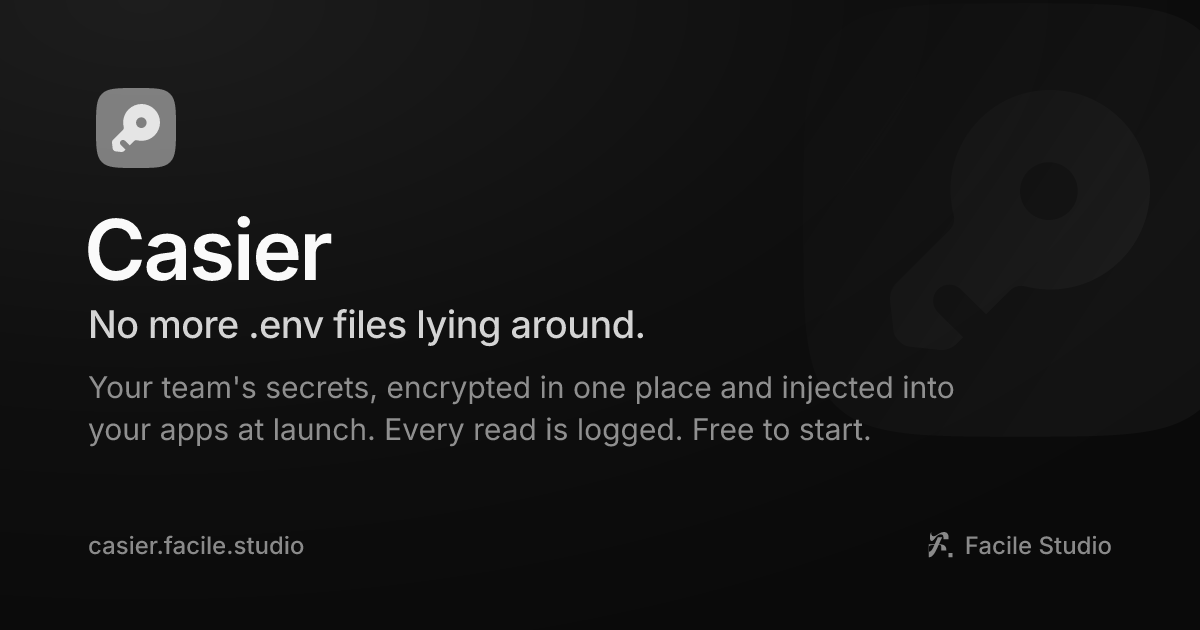 Casier
No more .env files lying around.
Your team's secrets, encrypted in one place and injected into
your apps at launch. Every read is logged. Free to start.
casier.facile.studio
Facile Studio